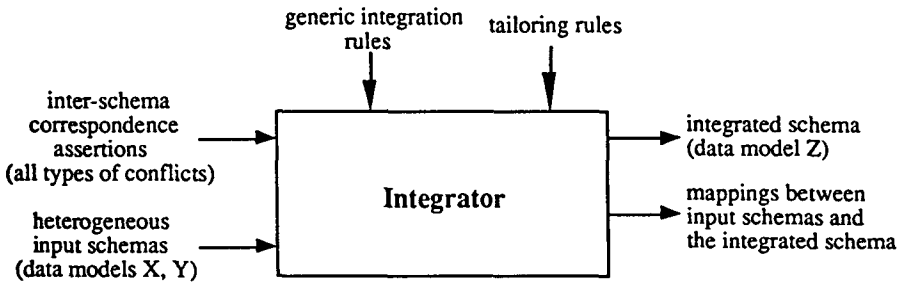 generic integration
rules
tailoring rules
inter-schema
correspondence
assertions
(all types of conflicts)
heterogeneous
input schemas
(data models X, Y)
Integrator
integrated schema
(data model Z)
mappings between
input schemas and
the integrated schema